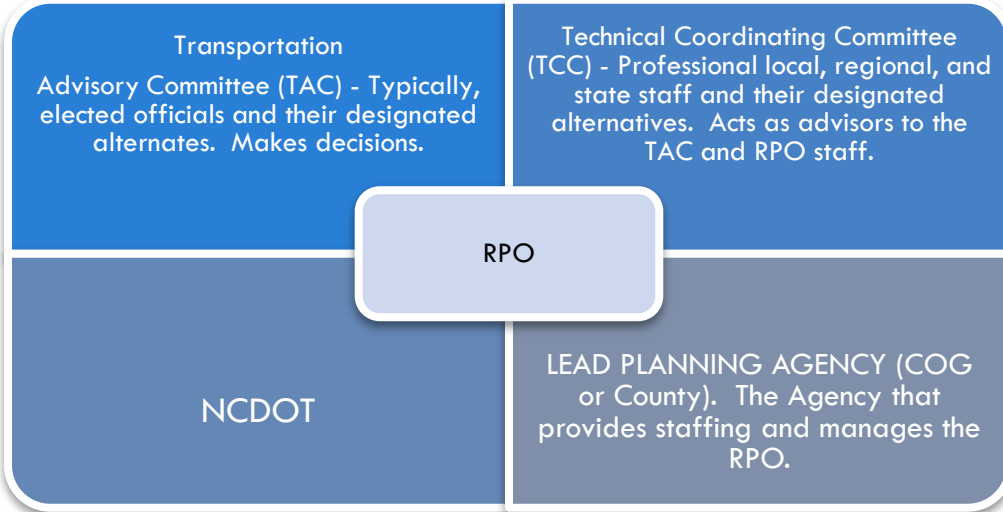 Transportation
Advisory Committee (TAC) - Typically,
elected officials and their designated
alternates.  Makes decisions.
Technical Coordinating Committee
(TCC) - Professional local, regional, and
state staff and their designated
alternatives.  Acts as advisors to the
TAC and RPO staff.
RPO
NCDOT
LEAD PLANNING AGENCY (COG
or County).  The Agency that
provides staffing and manages the
RPO.